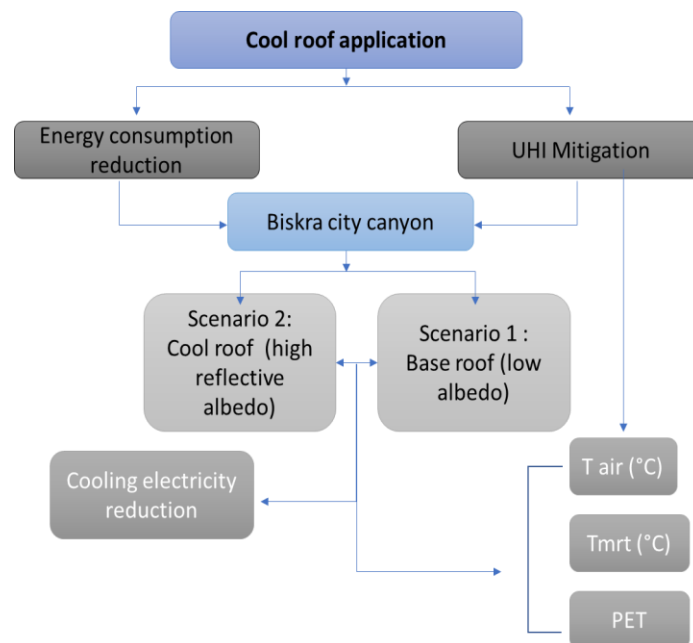 Cool roof application
Energy consumption
reduction
UHI Mitigation
Biskra city canyon
Scenario 2:
Cool roof (high
reflective
albedo)
Scenario 1 :
Base roof (low
albedo)
Cooling electricity
reduction
T air (°C)
Tmrt (°C)
PET